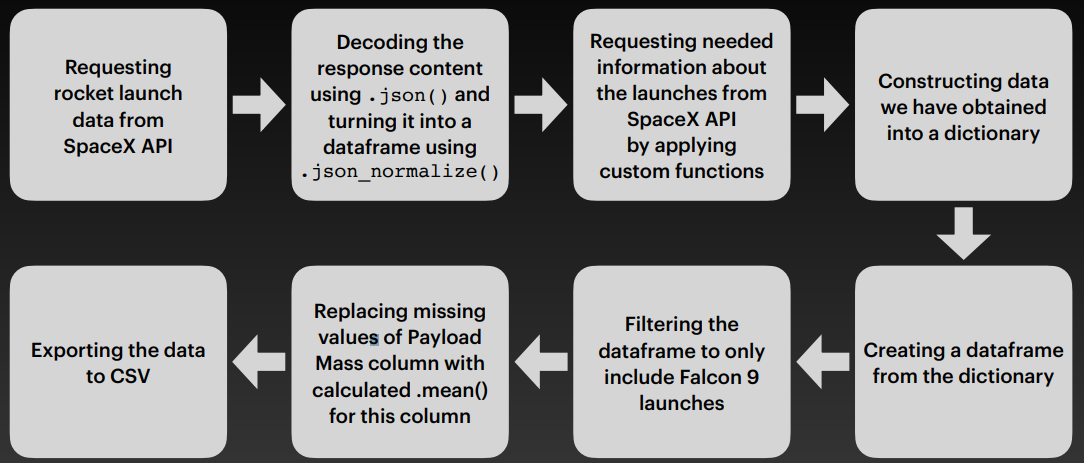 Requesting
rocket launch
data from
SpaceX API
Decoding the
response content
using .json() and
turning it into a
dataframe using
.json_normalize()
Requesting needed
information about
the launches from
SpaceX API
by applying
custom functions
Constructing data
we have obtained
into a dictionary
Creating a dataframe
from the dictionary
Filtering the
dataframe to only
include Falcon 9
launches
Replacing missing
values of Payload
Mass column with
calculated .mean()
for this column
Exporting the data
to CSV